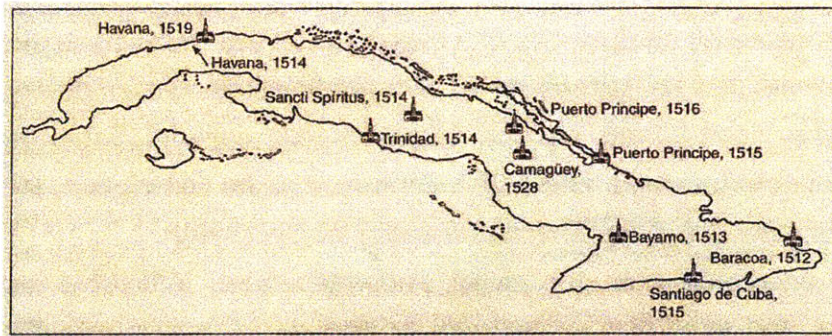 Havana, 1519
Havana, 1514
Sancti Spíritus, 1514
Trinidad, 1514
Puerto Principe, 1516
Puerto Principe, 1515
Camagüey,
1528
Bayamo, 1513
Baracoa, 1512
Santiago de Cuba,
1515